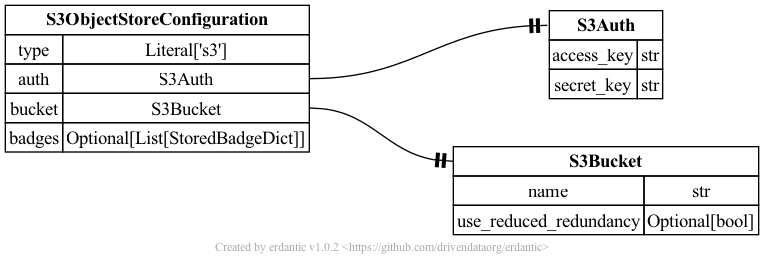 S3ObjectStoreConfiguration
type Literal['s3']
auth S3Auth
bucket S3Bucket
badges Optional[List[StoredBadgeDict]]
S3Auth
access_key str
secret_key str
S3Bucket
name str
use_reduced_redundancy Optional[bool]
Created by erdantic v1.0.2 <https://github.com/drivendataorg/erdantic>